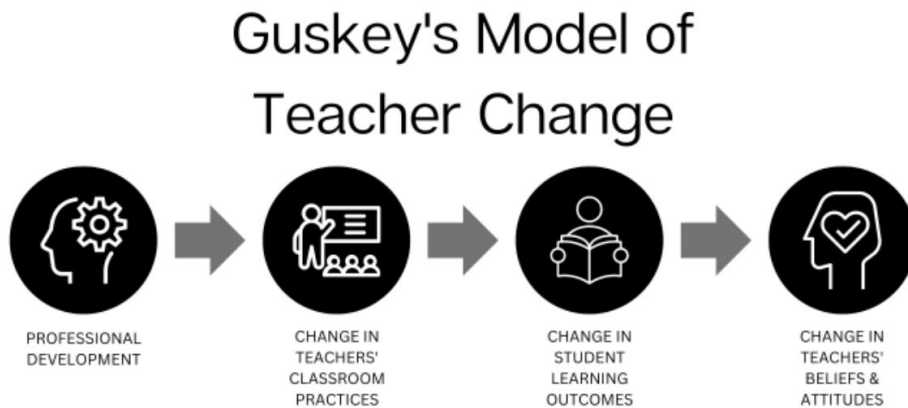 Guskey's Model of
Teacher Change
PROFESSIONAL
DEVELOPMENT
CHANGE IN
TEACHERS'
CLASSROOM
PRACTICES
CHANGE IN
STUDENT
LEARNING
OUTCOMES
CHANGE IN
TEACHERS'
BELIEFS &
ATTITUDES